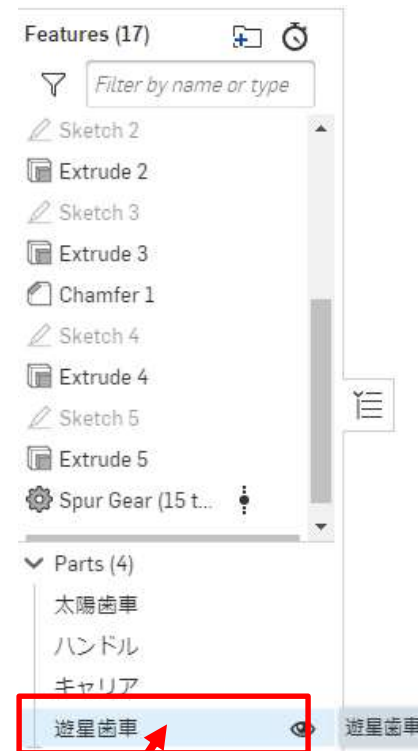 Features (17)
Filter by name or type
Sketch 2
Extrude 2
Sketch 3
Extrude 3
Chamfer 1
Sketch 4
Extrude 4
Sketch 5
Extrude 5
Spur Gear (15 t...
Parts (4)
太陽歯車
ハンドル
キャリア
遊星歯車 遊星歯車